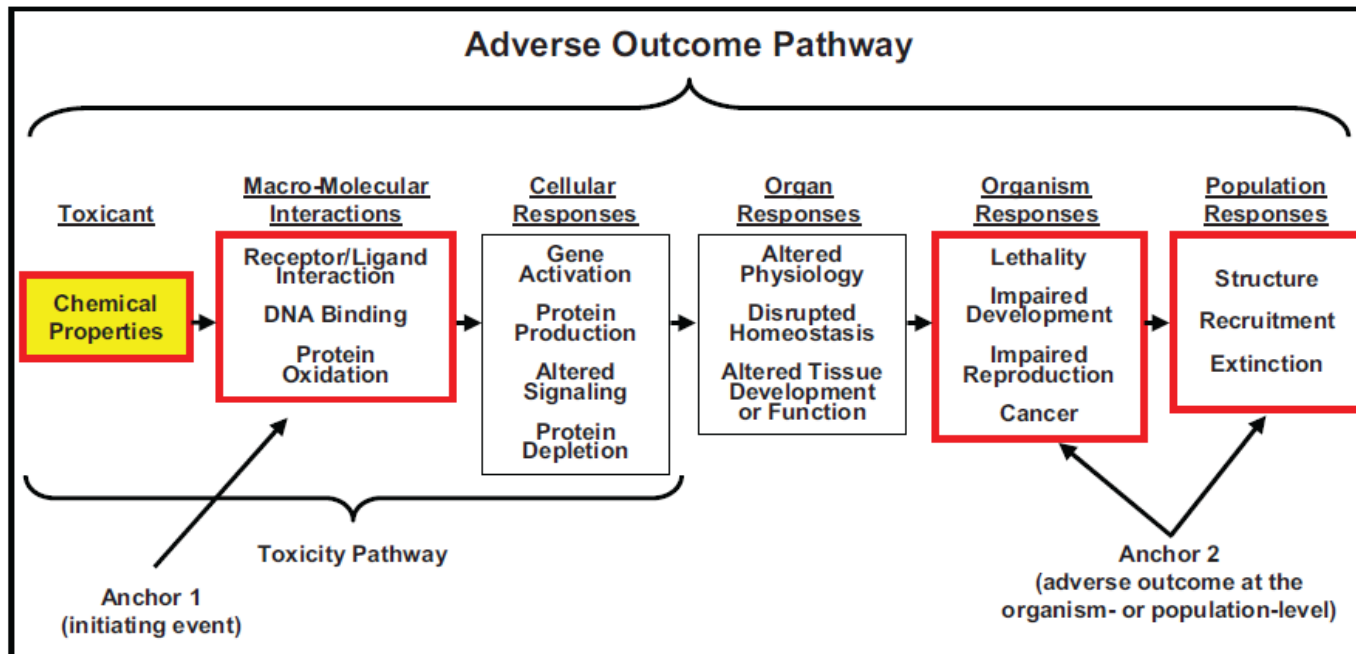 Adverse Outcome Pathway
Toxicant
Macro-Molecular
Interactions
Cellular
Responses
Organ
Responses
Organism
Responses
Population
Responses
Chemical
Properties
Receptor/Ligand
Interaction
DNA Binding
Protein
Oxidation
Gene
Activation
Protein
Production
Altered
Signaling
Protein
Depletion
Altered
Physiology
Disrupted
Homeostasis
Altered Tissue
Development
or Function
Lethality
Impaired
Development
Impaired
Reproduction
Cancer
Structure
Recruitment
Extinction
Toxicity Pathway
Anchor 1
(initiating event)
Anchor 2
(adverse outcome at the
organism- or population-level)